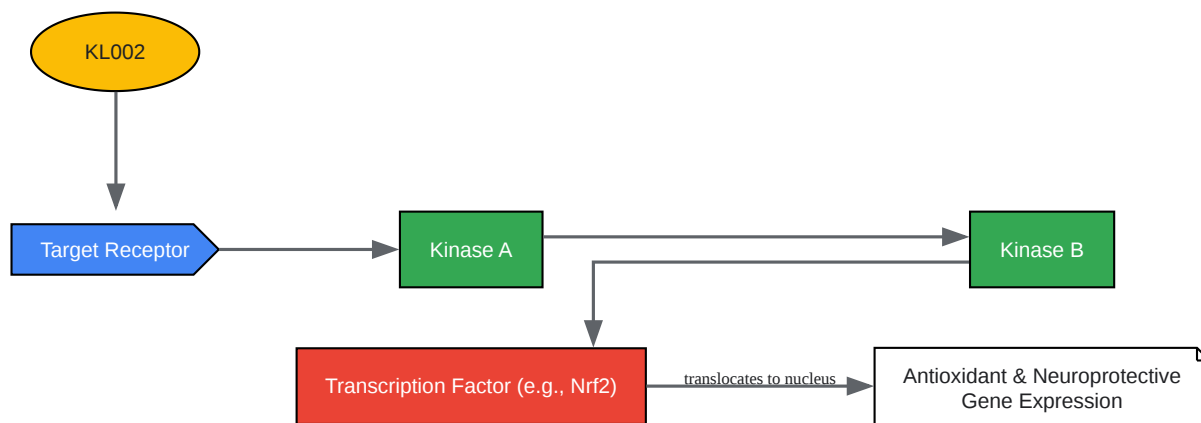 KL002
Target Receptor
Kinase A
Kinase B
Transcription Factor (e.g., Nrf2)
translocates to nucleus
Antioxidant & Neuroprotective
Gene Expression